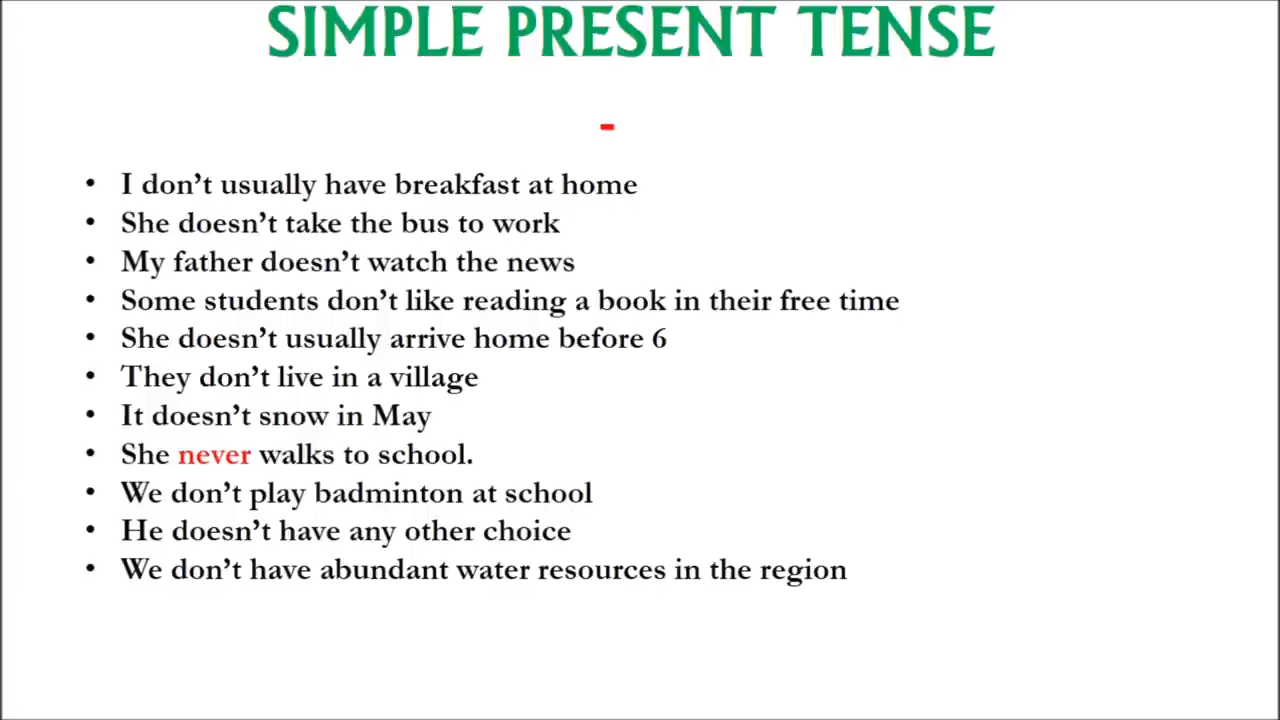 SIMPLE PRESENT TENSE
-
• I don't usually have breakfast at home
• She doesn't take the bus to work
• My father doesn't watch the news
• Some students don't like reading a book in their free time
• She doesn't usually arrive home before 6
• They don't live in a village
• It doesn't snow in May
• She never walks to school.
• We don't play badminton at school
• He doesn't have any other choice
• We don't have abundant water resources in the region